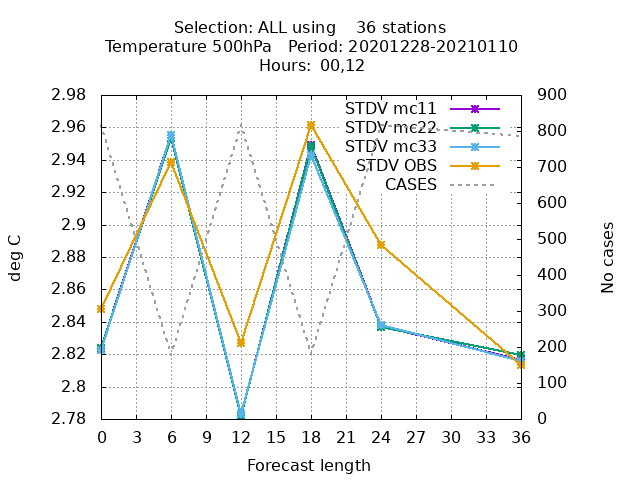 Selection: ALL using    36 stations
Temperature 500hPa   Period: 20201228-20210110
Hours:  00,12
2.98
2.96
2.94
2.92
2.9
2.88
2.86
2.84
2.82
2.8
2.78
deg C
STDV mc11
STDV mc22
STDV mc33
STDV OBS
CASES
900
800
700
600
500
400
300
200
100
0
No cases
0 3 6 9 12 15 18 21 24 27 30 33 36
Forecast length